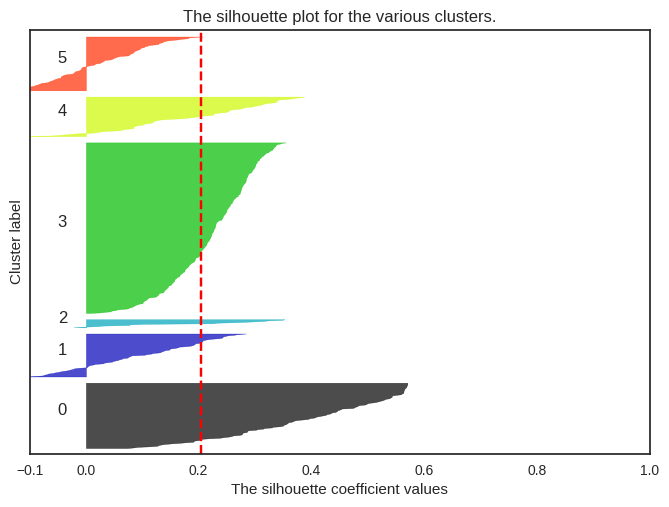 The silhouette plot for the various clusters.
5
4
3
2
1
0
Cluster label
−0.1 0.0 0.2 0.4 0.6 0.8 1.0
The silhouette coefficient values